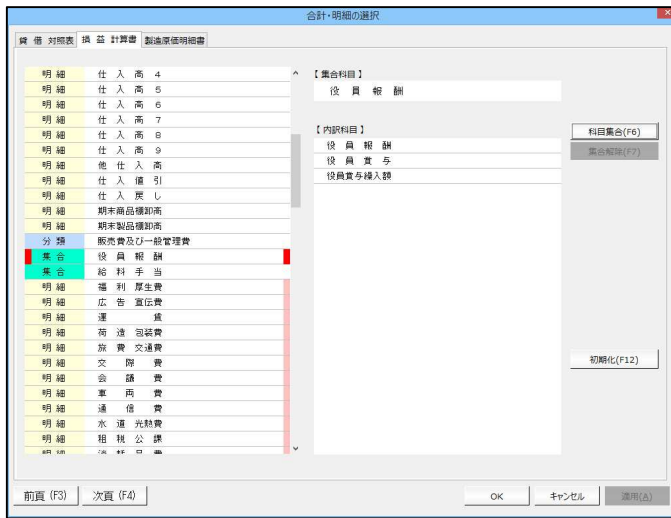 合計・明細の選択
貸 借 対照表 損 益 計算書 製造原価明細書
明 細 仕 入 高 4
明 細 仕 入 高 5
明 細 仕 入 高 6
明 細 仕 入 高 7
明 細 仕 入 高 8
明 細 仕 入 高 9
明 細 他 仕 入 高
明 細 仕 入 値 引
明 細 仕 入 戻 し
明 細 期末商品棚卸高
明 細 期末製品棚卸高
分 類 販売費及び一般管理費
集 合 役 員 報 酬
集 合 給 料 手 当
明 細 福 利 厚生費
明 細 広 告 宣伝費
明 細 運 賃
明 細 荷 造 包装費
明 細 旅 費 交通費
明 細 交 際 費
明 細 会 議 費
明 細 車 両 費
明 細 通 信 費
明 細 水 道 光熱費
明 細 租 税 公 課
明 細 消 耗 品 費
【 集合科目 】
役 員 報 酬
【 内訳科目 】
役 員 報 酬
役 員 賞 与
役員賞与繰入額
科目集合(F6)
集合解除(F7)
初期化(F12)
前頁 (F3) 次頁 (F4) OK キャンセル 適用(A)